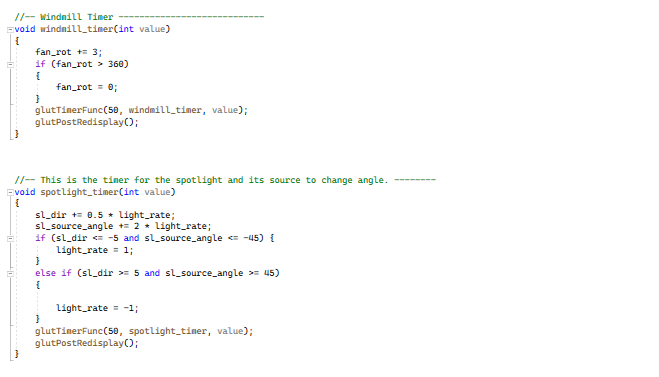 //-- Windmill Timer ----------------------------
void windmill_timer(int value)
{
    fan_rot += 3;
    if (fan_rot > 360)
    {
        fan_rot = 0;
    }
    glutTimerFunc(50, windmill_timer, value);
    glutPostRedisplay();
}
//-- This is the timer for the spotlight and its source to change angle. --------
void spotlight_timer(int value)
{
    sl_dir += 0.5 * light_rate;
    sl_source_angle += 2 * light_rate;
    if (sl_dir <= -5 and sl_source_angle <= -45) {
        light_rate = 1;
    }
    else if (sl_dir >= 5 and sl_source_angle >= 45)
    {
        light_rate = -1;
    }
    glutTimerFunc(50, spotlight_timer, value);
    glutPostRedisplay();
}